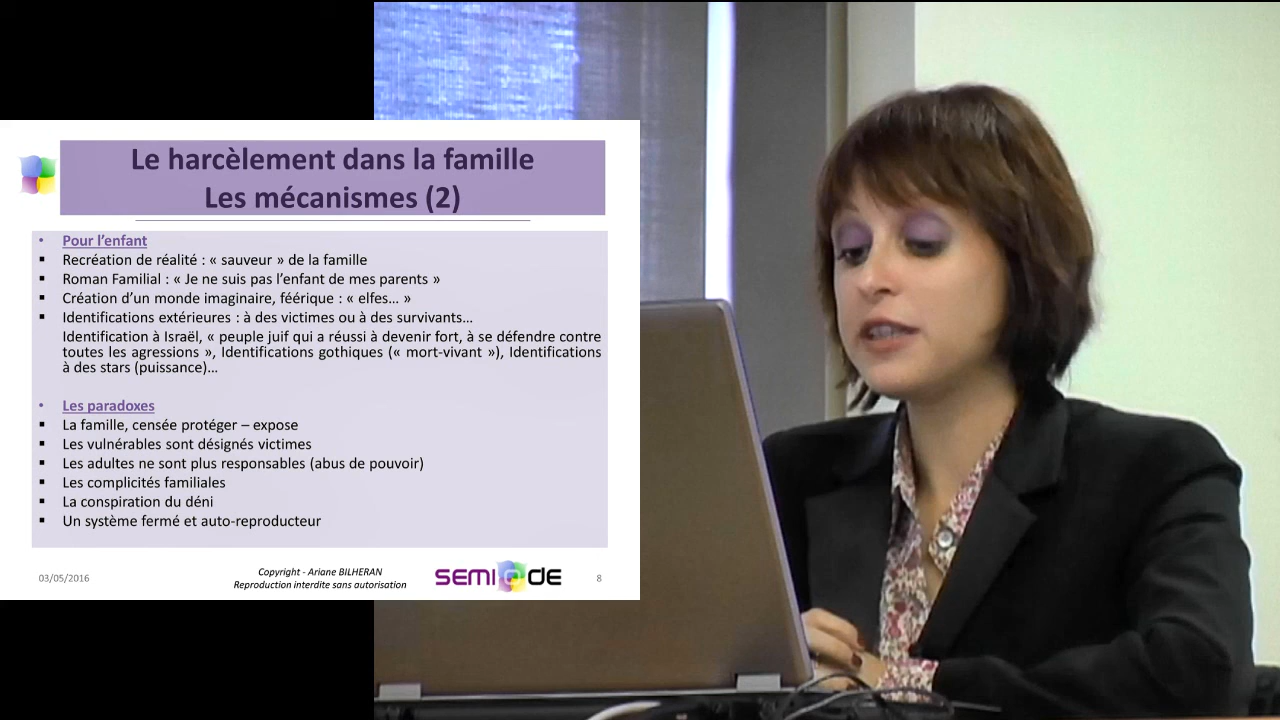 Le harcèlement dans la famille
Les mécanismes (2)
• Pour l’enfant
▪ Recréation de réalité : « sauveur » de la famille
▪ Roman Familial : « Je ne suis pas l’enfant de mes parents »
▪ Création d’un monde imaginaire, féérique : « elfes… »
▪ Identifications extérieures : à des victimes ou à des survivants…
Identification à Israël, « peuple juif qui a réussi à devenir fort, à se défendre contre
toutes les agressions », Identifications gothiques (« mort-vivant »), Identifications
à des stars (puissance)…
• Les paradoxes
▪ La famille, censée protéger – expose
▪ Les vulnérables sont désignés victimes
▪ Les adultes ne sont plus responsables (abus de pouvoir)
▪ Les complicités familiales
▪ La conspiration du déni
▪ Un système fermé et auto-reproducteur
03/05/2016
Copyright - Ariane BILHERAN
Reproduction interdite sans autorisation
SEMIODE
8